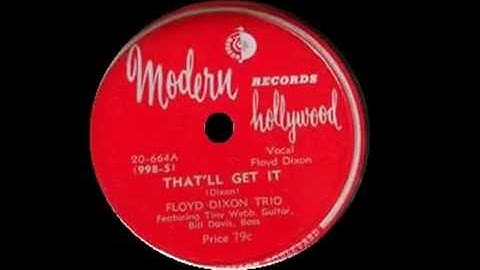 Modern
RECORDS
hollywood
Vocal
Floyd Dixon
20-664A
(998-5)
THAT'LL GET IT
(Dixon)
FLOYD DIXON TRIO
Featuring Tiny Webb, Guitar,
Bill Davis, Bass
Price 79c